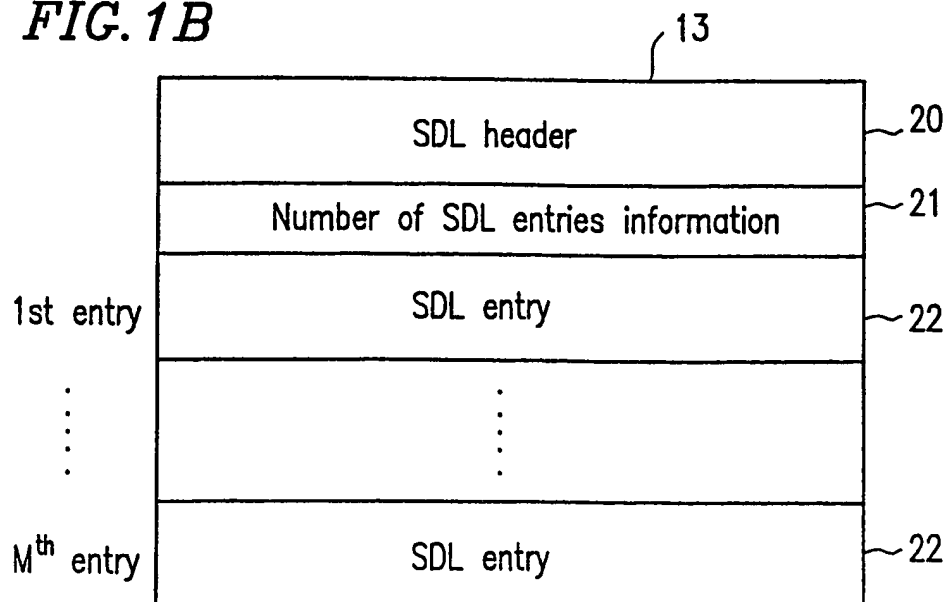 FIG. 1B
13
SDL header
20
Number of SDL entries information
21
1st entry
SDL entry
22
Mth entry
SDL entry
22